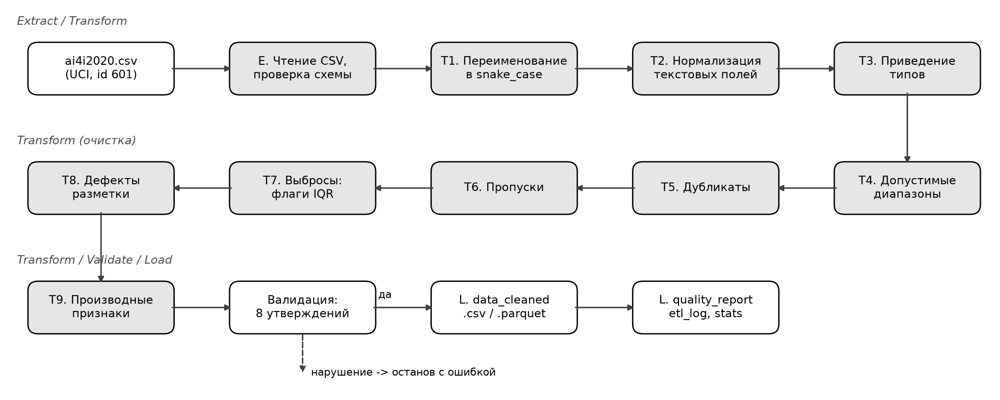 Extract / Transform
ai4i2020.csv
(UCI, id 601)
E. Чтение CSV,
проверка схемы
T1. Переименование
в snake_case
T2. Нормализация
текстовых полей
T3. Приведение
типов
Transform (очистка)
T8. Дефекты
разметки
T7. Выбросы:
флаги IQR
T6. Пропуски
T5. Дубликаты
T4. Допустимые
диапазоны
Transform / Validate / Load
T9. Производные
признаки
Валидация:
8 утверждений
да
L. data_cleaned
.csv / .parquet
L. quality_report
etl_log, stats
нарушение -> останов с ошибкой